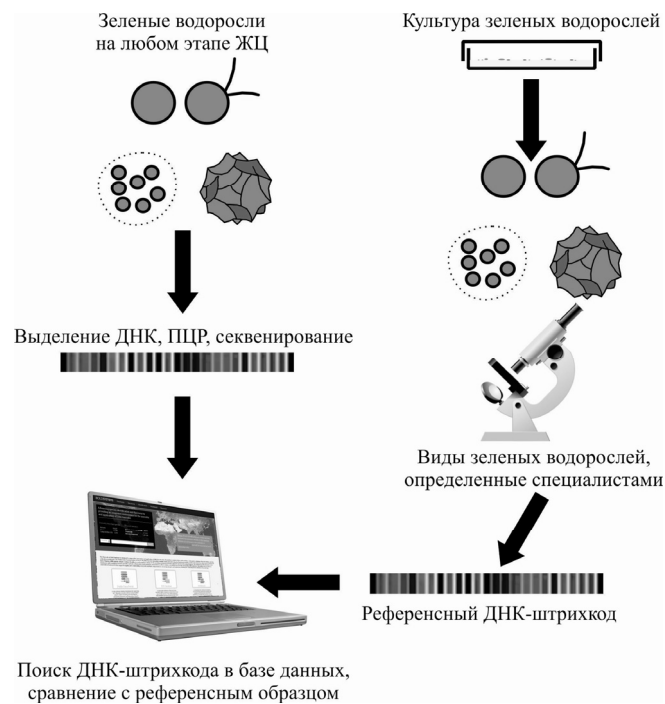 Зеленые водоросли
на любом этапе ЖЦ
Культура зеленых водорослей
Выделение ДНК, ПЦР, секвенирование
Виды зеленых водорослей,
определенные специалистами
Референсный ДНК-штрихкод
Поиск ДНК-штрихкода в базе данных,
сравнение с референсным образцом